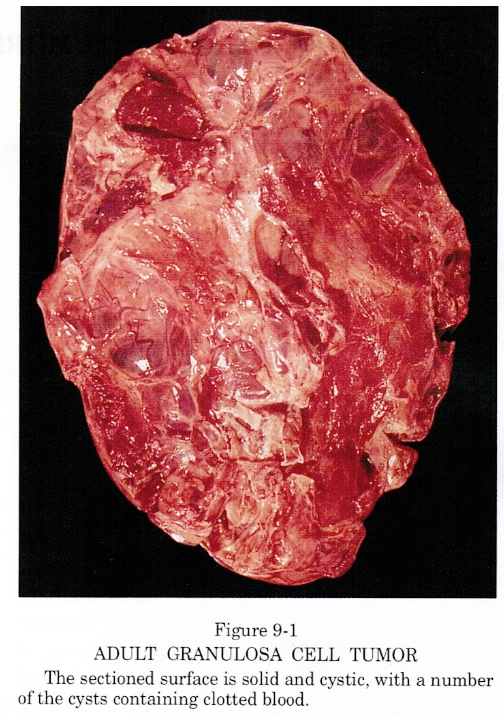 Figure 9-1
ADULT GRANULOSA CELL TUMOR
The sectioned surface is solid and cystic, with a number
of the cysts containing clotted blood.